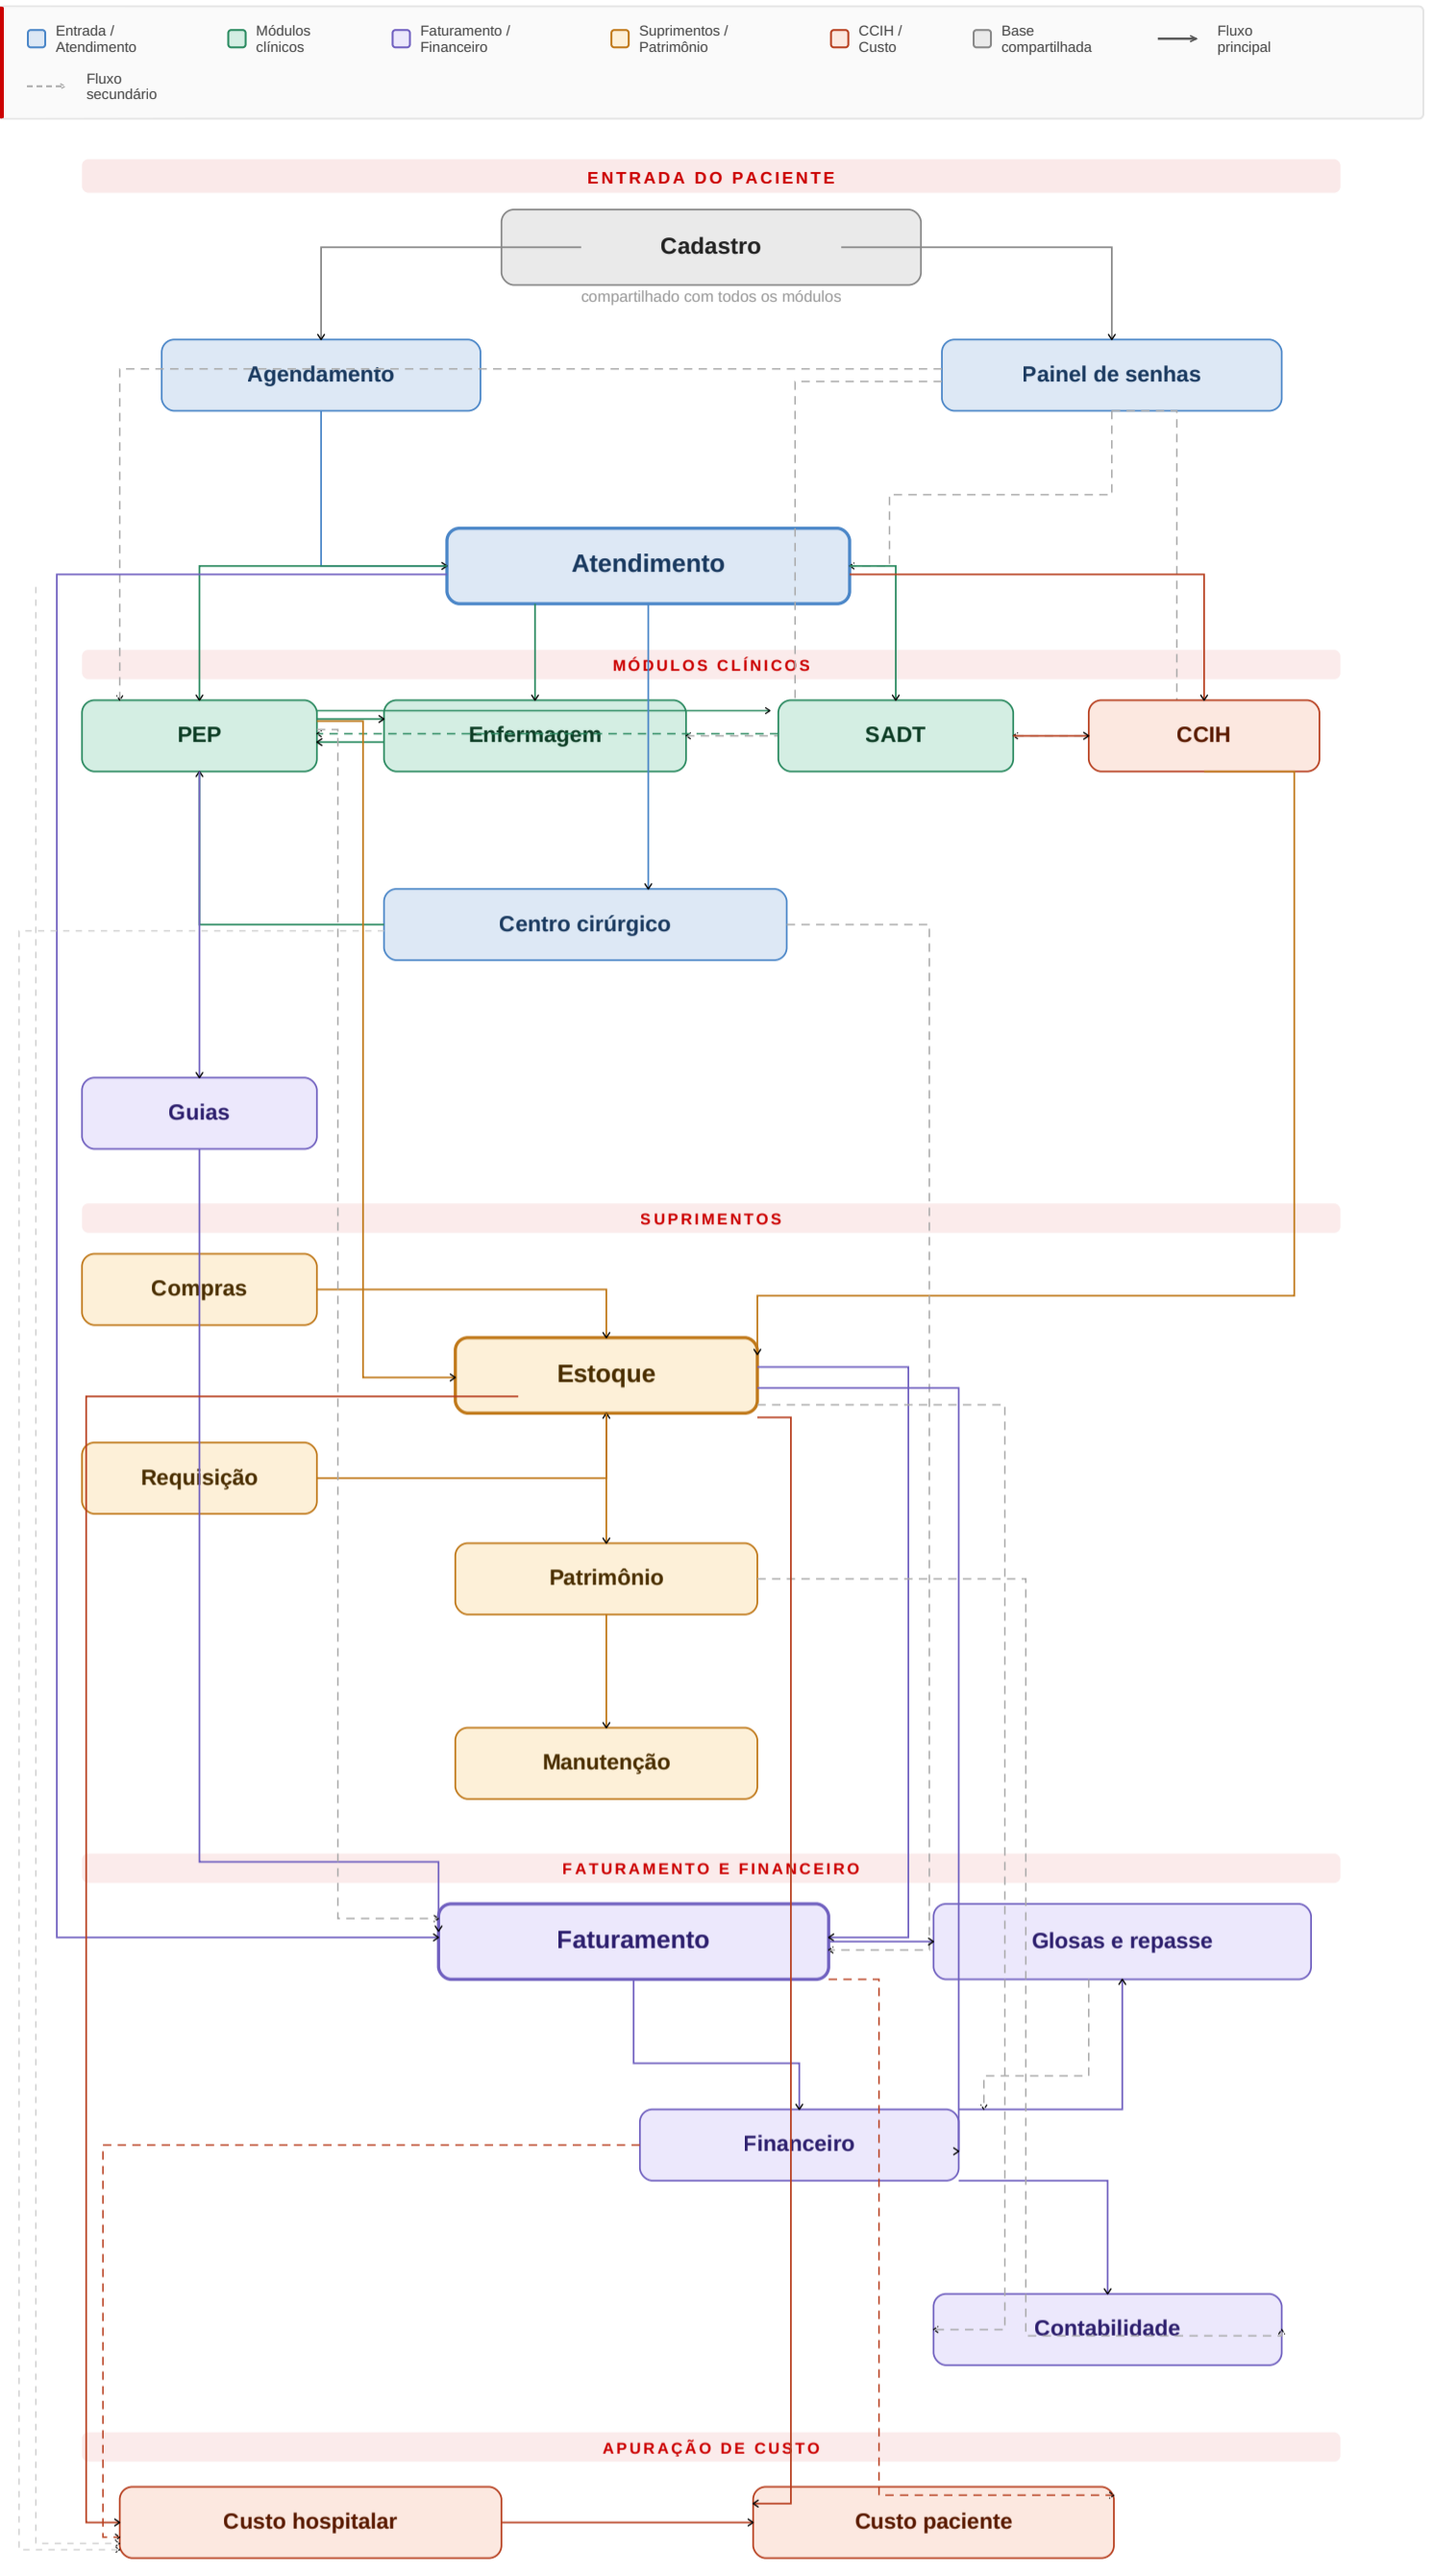 Entrada /
Atendimento
Módulos
clínicos
Faturamento /
Financeiro
Suprimentos /
Patrimônio
CCIH /
Custo
Base
compartilhada
Fluxo
principal
Fluxo
secundário
ENTRADA DO PACIENTE
Cadastro
compartilhado com todos os módulos
Agendamento
Painel de senhas
Atendimento
MÓDULOS CLÍNICOS
PEP
Enfermagem
SADT
CCIH
Centro cirúrgico
Guias
SUPRIMENTOS
Compras
Estoque
Requisição
Patrimônio
Manutenção
FATURAMENTO E FINANCEIRO
Faturamento
Glosas e repasse
Financeiro
Contabilidade
APURAÇÃO DE CUSTO
Custo hospitalar
Custo paciente